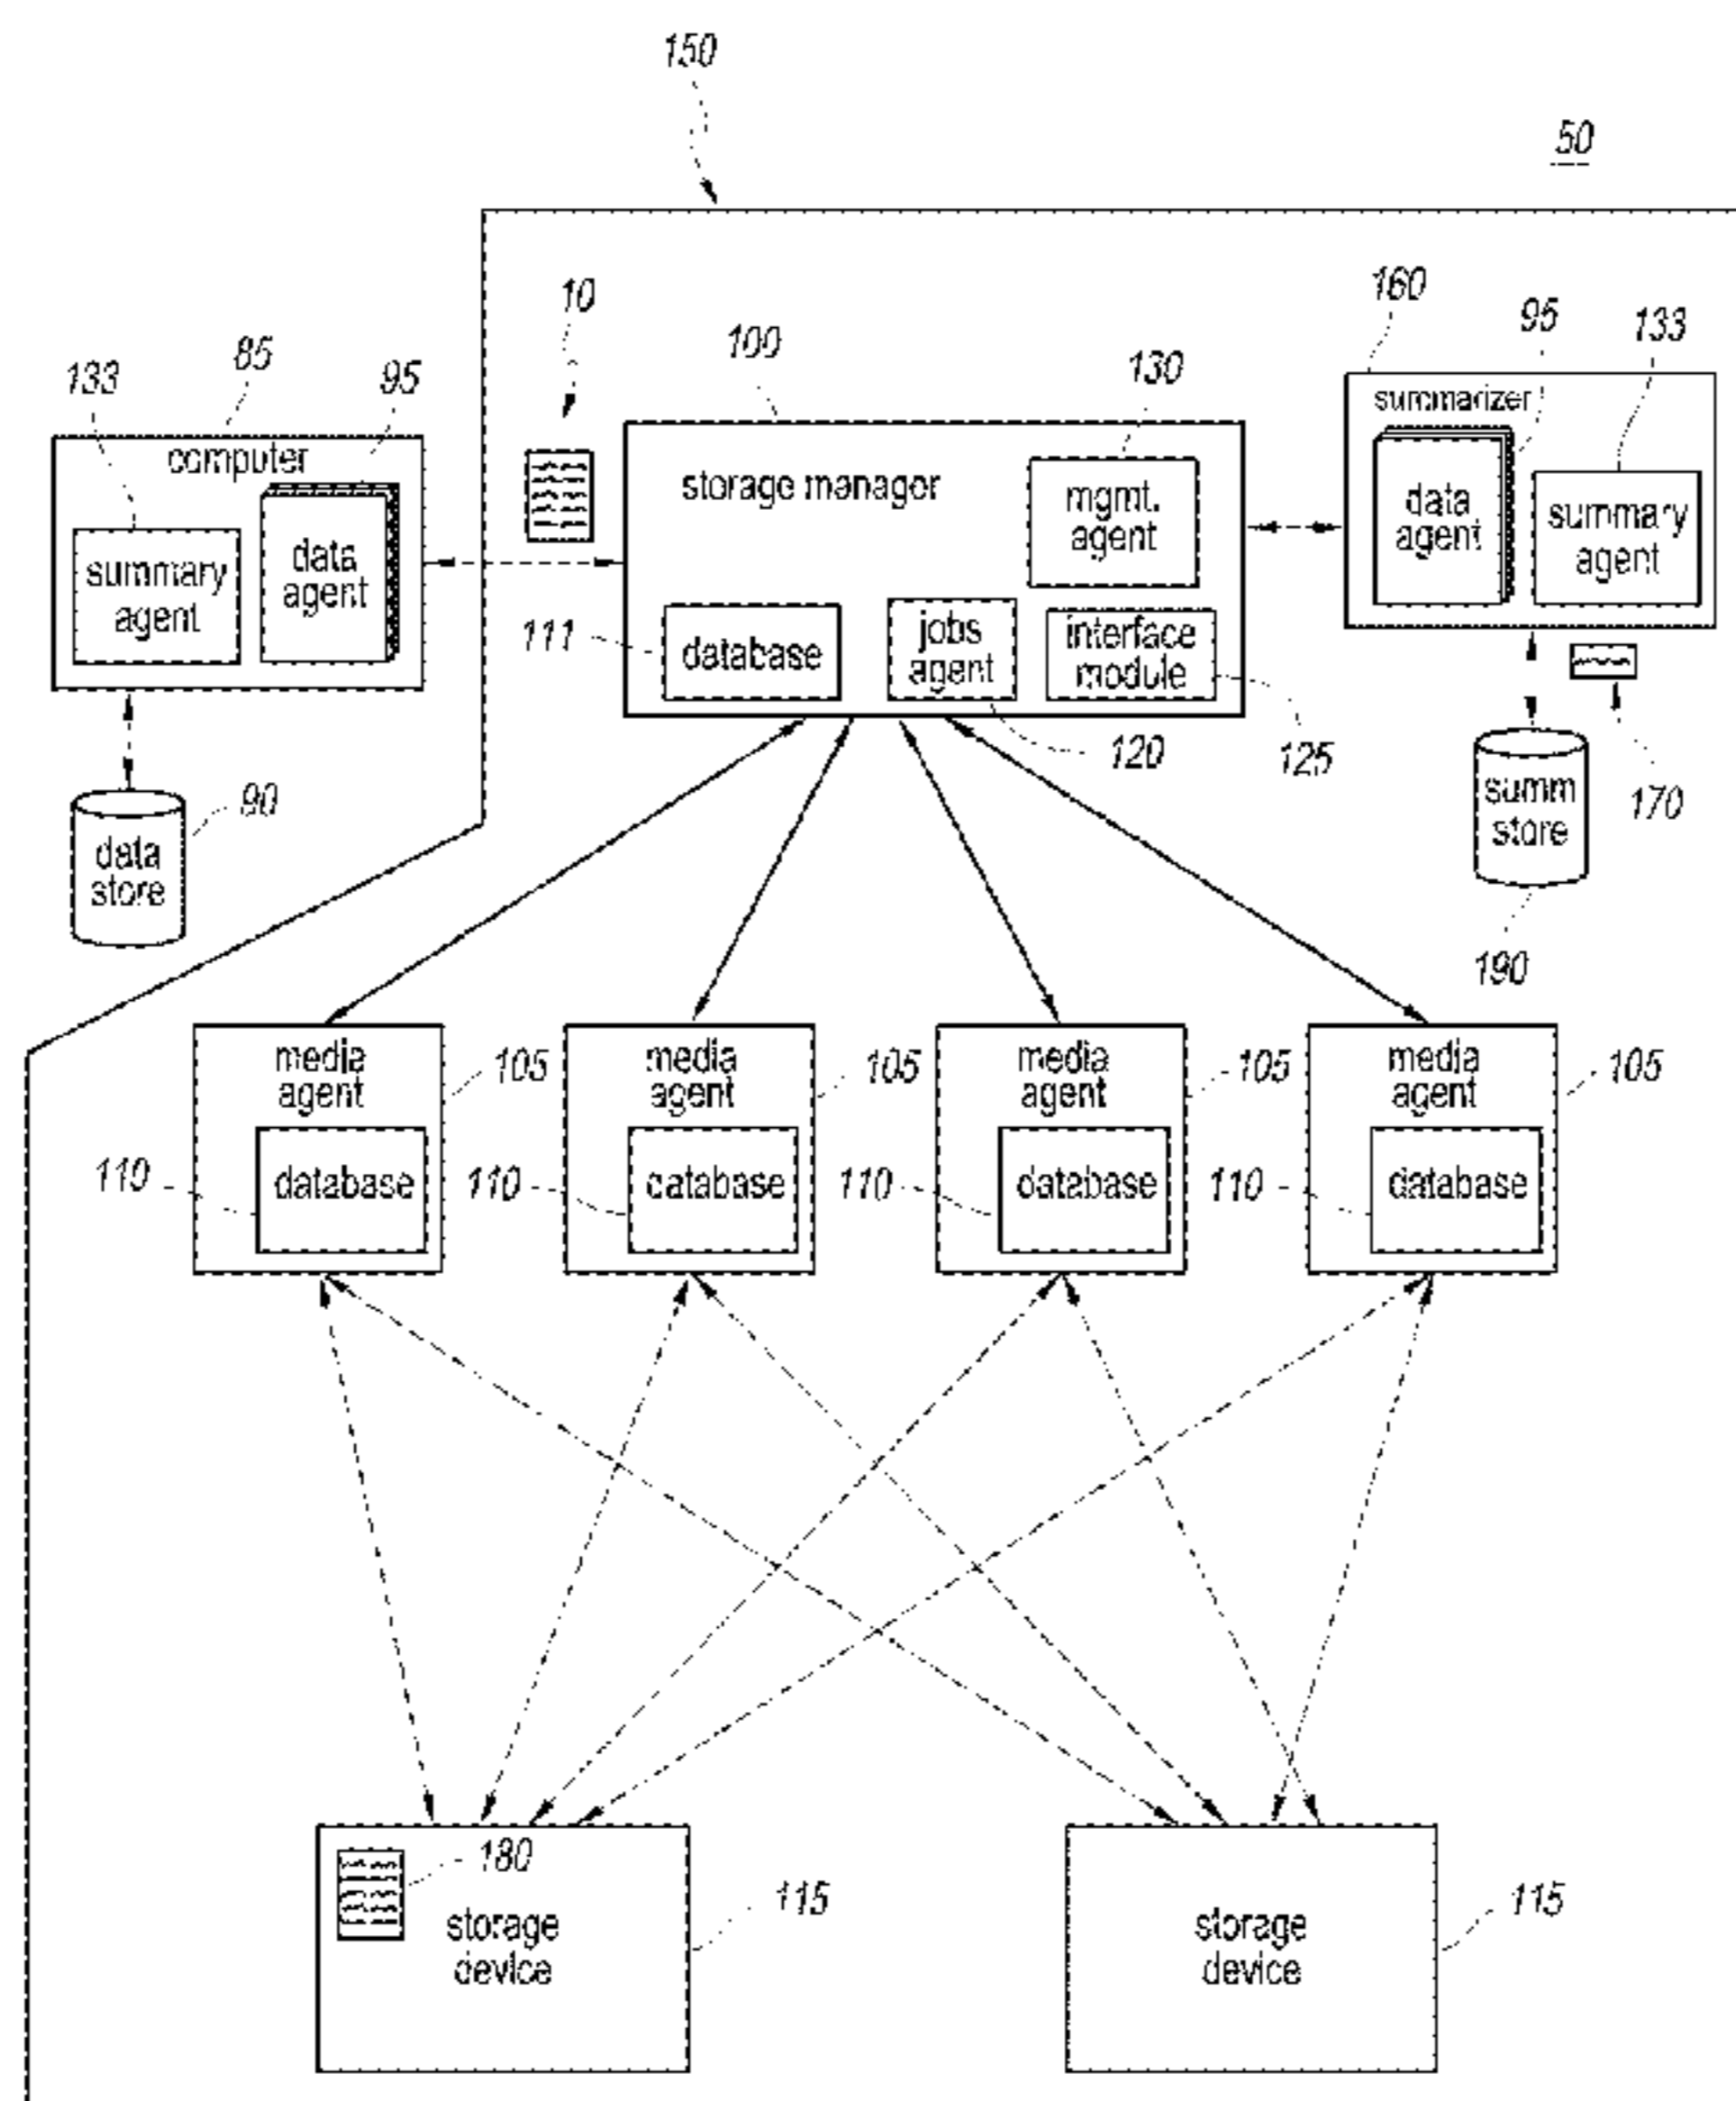 150
50
10
100
130
160
95
133
133
85
95
computer
summary
agent
data
agent
storage manager
mgmt.
agent
111
database
jobs
agent
interface
module
120
125
summarizer
data
agent
summary
agent
170
summ
store
190
90
data
store
media
agent
105
110
database
media
agent
105
110
database
media
agent
105
110
database
media
agent
105
110
database
180
storage
device
115
storage
device
115